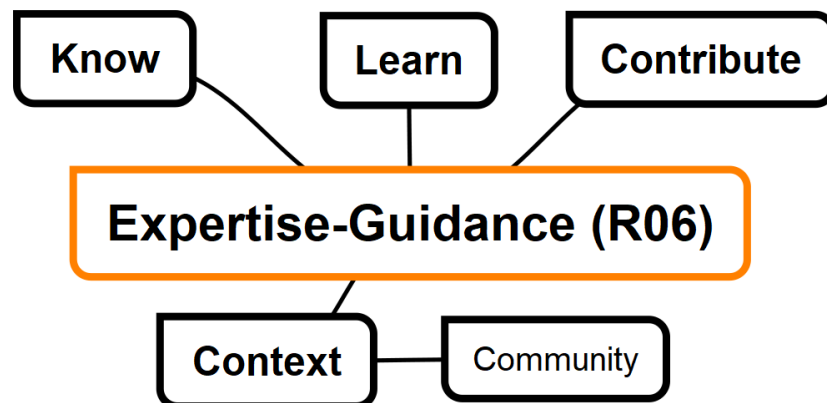 Know
Learn
Contribute
Expertise-Guidance (R06)
Context
Community